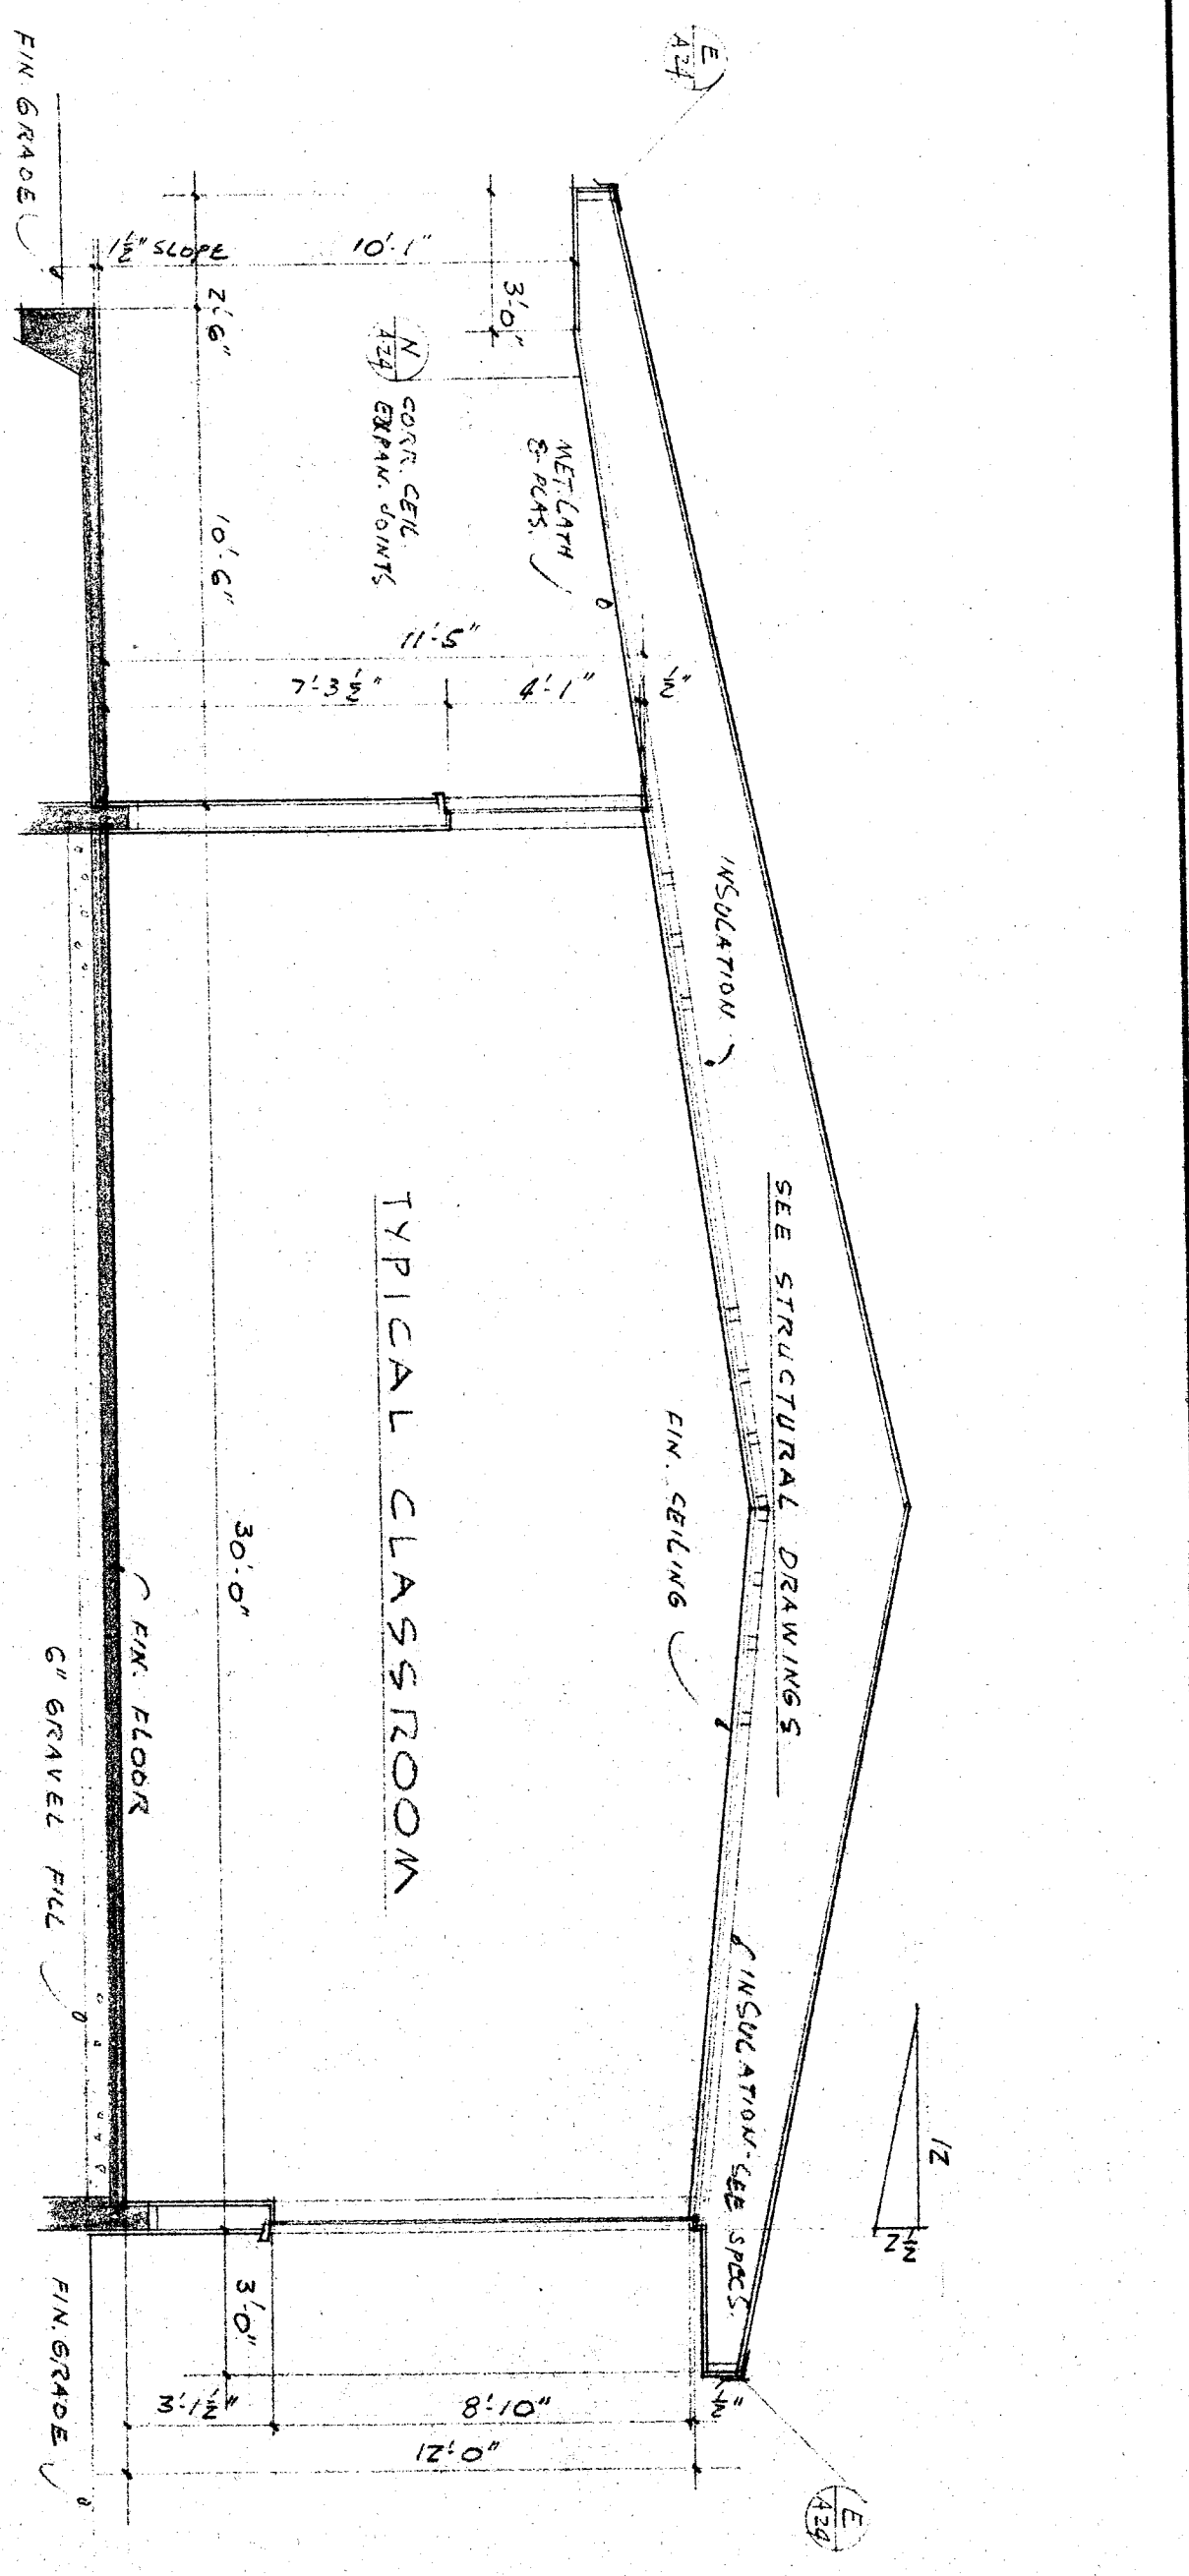 E
A24
12
2½
SEE STRUCTURAL DRAWINGS
INSULATION
INSULATION-SEE SPECS.
MET. LATH
& PLAS.
FIN. CEILING
3'-0"
N
A24
CORR. CEIL.
EXPAN. JOINTS
10'-1"
1½" SLOPE
½"
4'-1"
11'-5"
7'-3½"
TYPICAL CLASSROOM
2'-6"
10'-6"
30'-0"
3'-0"
½"
8'-10"
12'-0"
3'-1½"
E
A24
FIN. GRADE
FIN. FLOOR
6" GRAVEL FILL
FIN. GRADE